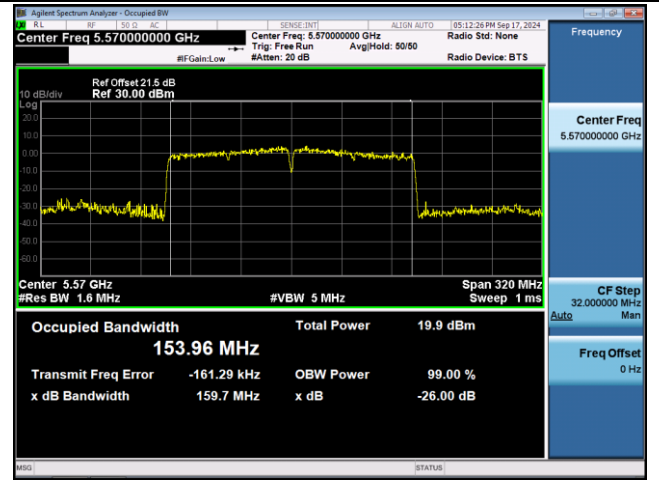 Agilent Spectrum Analyzer - Occupied BW
RL RF 50 Ω AC SENSE:INT ALIGN AUTO 05:12:26 PM Sep 17, 2024
Center Freq 5.570000000 GHz Center Freq: 5.570000000 GHz Radio Std: None
Trig: Free Run Avg|Hold: 50/50
#IFGain:Low #Atten: 20 dB Radio Device: BTS
Frequency
Ref Offset 21.5 dB
10 dB/div Ref 30.00 dBm
Log
20.0
10.0
0.00
-10.0
-20.0
-30.0
-40.0
-50.0
-60.0
Center Freq
5.570000000 GHz
Center 5.57 GHz Span 320 MHz
#Res BW 1.6 MHz #VBW 5 MHz Sweep 1 ms
CF Step
32.000000 MHz
Auto Man
Occupied Bandwidth Total Power 19.9 dBm
153.96 MHz
Transmit Freq Error -161.29 kHz OBW Power 99.00 %
x dB Bandwidth 159.7 MHz x dB -26.00 dB
Freq Offset
0 Hz
MSG STATUS